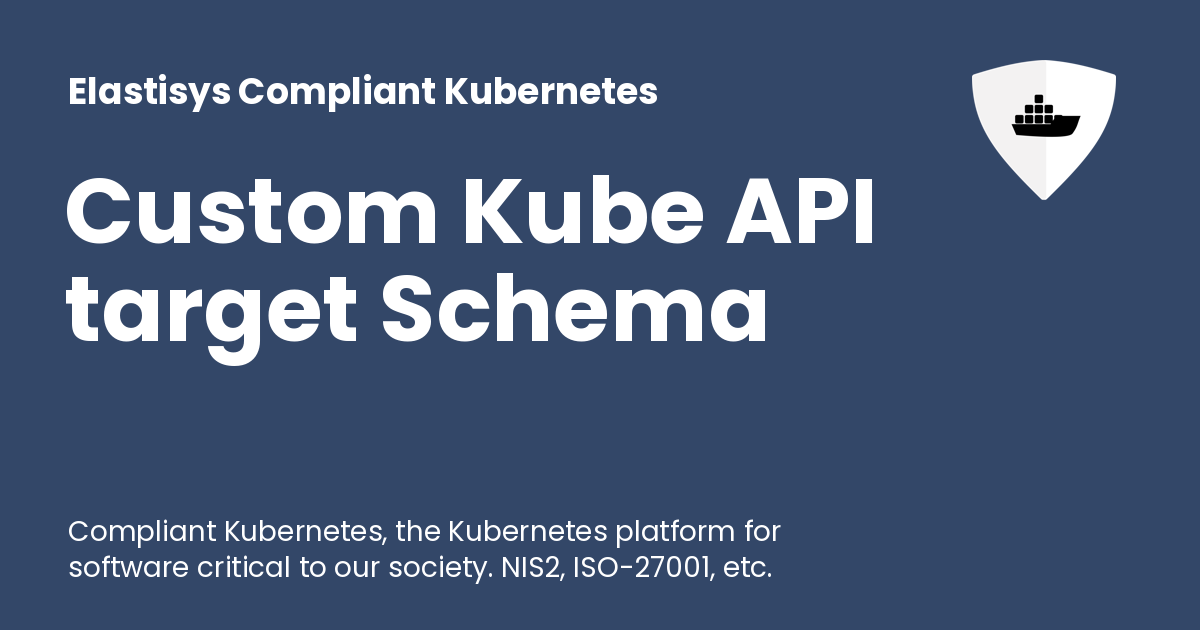 Elastisys Compliant Kubernetes
Custom Kube API
target Schema
Compliant Kubernetes, the Kubernetes platform for
software critical to our society. NIS2, ISO-27001, etc.